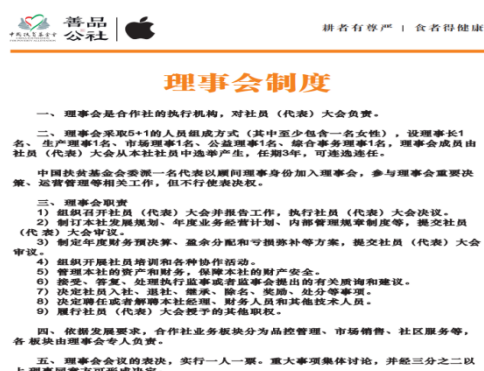 中国扶贫基金会
善品
公社
耕者有尊严 | 食者得健康
理事会制度
一、 理事会是合作社的执行机构，对社员（代表）大会负责。
二、 理事会采取5+1的人员组成方式（其中至少包含一名女性），设理事长1
名、 生产理事1名、市场理事1名、公益理事1名、综合事务理事1名，理事会成员由
社员（代表）大会从本社社员中选举产生，任期3年，可连选连任。
中国扶贫基金会委派一名代表以顾问理事身份加入理事会，参与理事会重要决
策、运营管理等相关工作，但不行使表决权。
三、 理事会职责
1） 组织召开社员（代表）大会并报告工作，执行社员（代表）大会决议。
2） 制订本社发展规划、年度业务经营计划、内部管理规章制度等，提交社员
（代表）大会审议。
3） 制定年度财务预决算、盈余分配和亏损弥补等方案，提交社员（代表）大会
审议。
4） 组织开展社员培训和各种协作活动。
5） 管理本社的资产和财务，保障本社的财产安全。
6） 接受、答复、处理执行监事或者监事会提出的有关质询和建议。
7） 决定社员入社、退社、继承、除名、奖励、处分等事项。
8） 决定聘任或者解聘本社经理、财务人员和其他技术人员。
9） 履行社员（代表）大会授予的其他职权。
四、 依据发展要求，合作社业务板块分为品控管理、市场销售、社区服务等，
各 板块由理事会专人负责。
五、 理事会会议的表决，实行一人一票。重大事项集体讨论，并经三分之二以
上理事同意方可形成决定